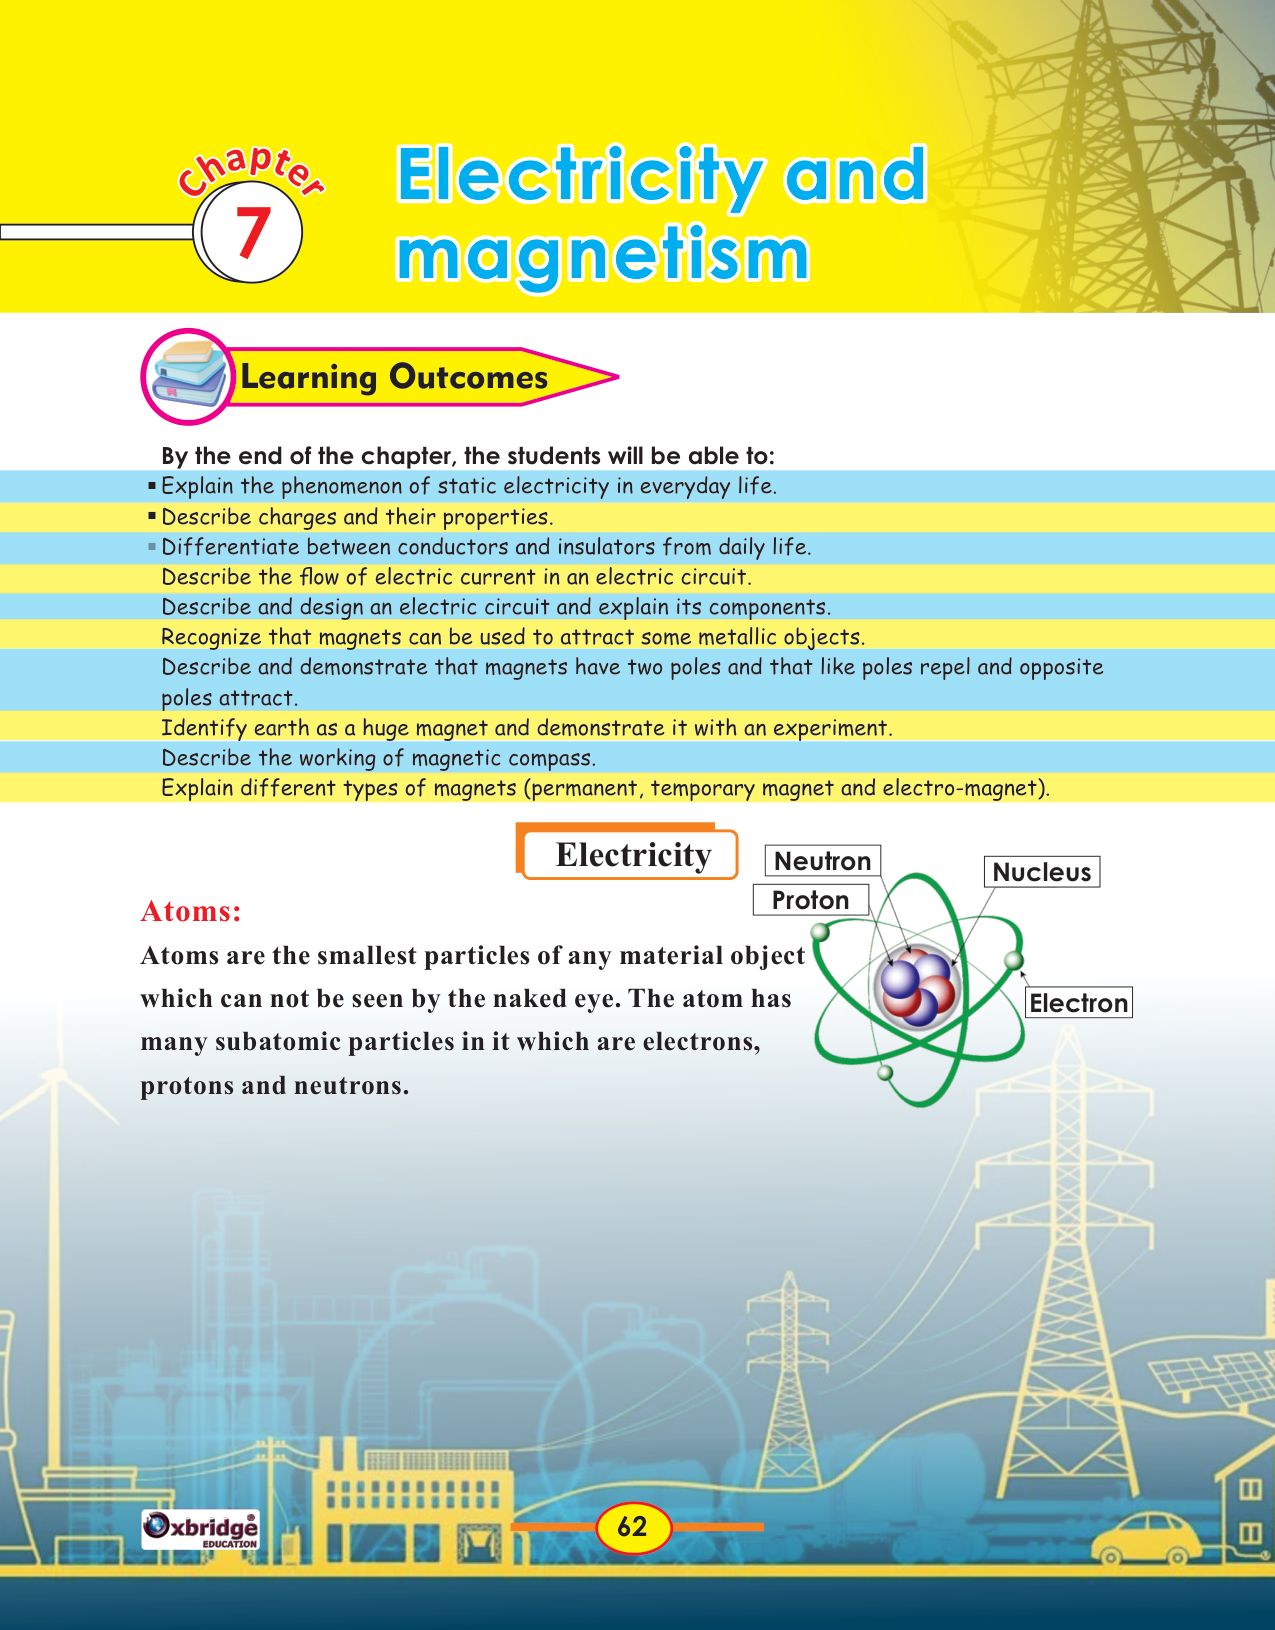 Chapter
7
Electricity and
magnetism
Learning Outcomes
By the end of the chapter, the students will be able to:
▪ Explain the phenomenon of static electricity in everyday life.
▪ Describe charges and their properties.
▪ Differentiate between conductors and insulators from daily life.
Describe the flow of electric current in an electric circuit.
Describe and design an electric circuit and explain its components.
Recognize that magnets can be used to attract some metallic objects.
Describe and demonstrate that magnets have two poles and that like poles repel and opposite
poles attract.
Identify earth as a huge magnet and demonstrate it with an experiment.
Describe the working of magnetic compass.
Explain different types of magnets (permanent, temporary magnet and electro-magnet).
Electricity
Neutron
Nucleus
Proton
Electron
Atoms:
Atoms are the smallest particles of any material object
which can not be seen by the naked eye. The atom has
many subatomic particles in it which are electrons,
protons and neutrons.
Oxbridge®
EDUCATION
62